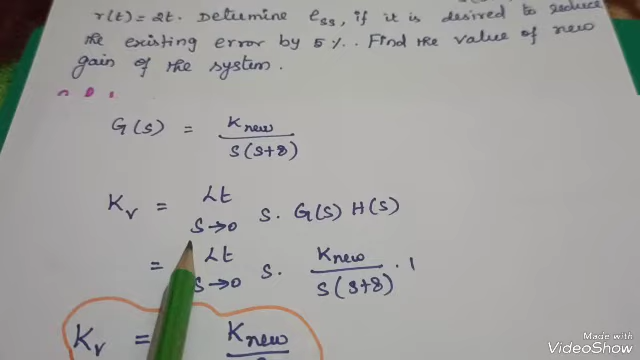 r(t) = 2t. Determine ess, if it is desired to reduce
the existing error by 5%. Find the value of new
gain of the system.
G(s) = Knew / s(s+8)
Kv = Lt s→0 s. G(s) H(s)
= Lt s→0 s. Knew / s(s+8) . 1
Kv = Knew
Made with
VideoShow